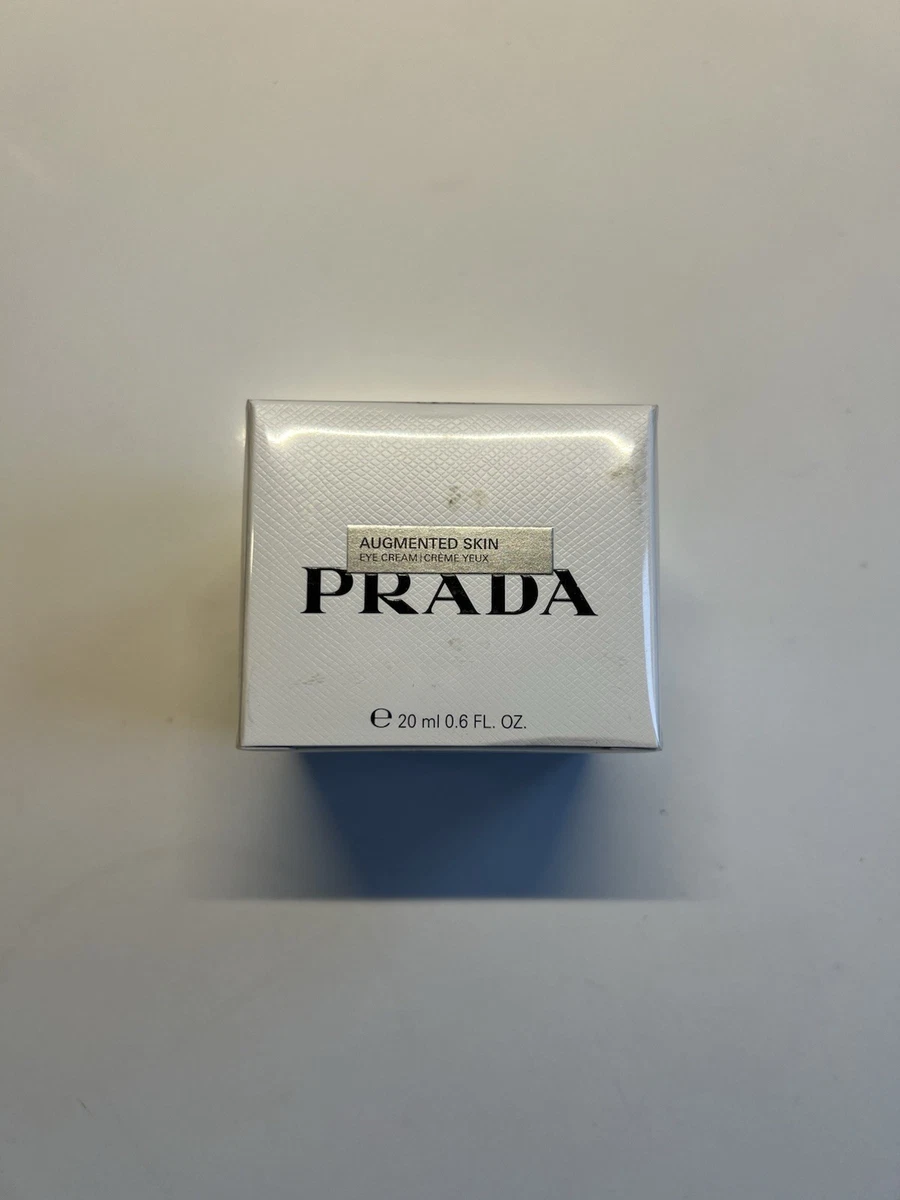 AUGMENTED SKIN
EYE CREAM | CRÈME YEUX
PRADA
℮ 20 ml 0.6 FL. OZ.